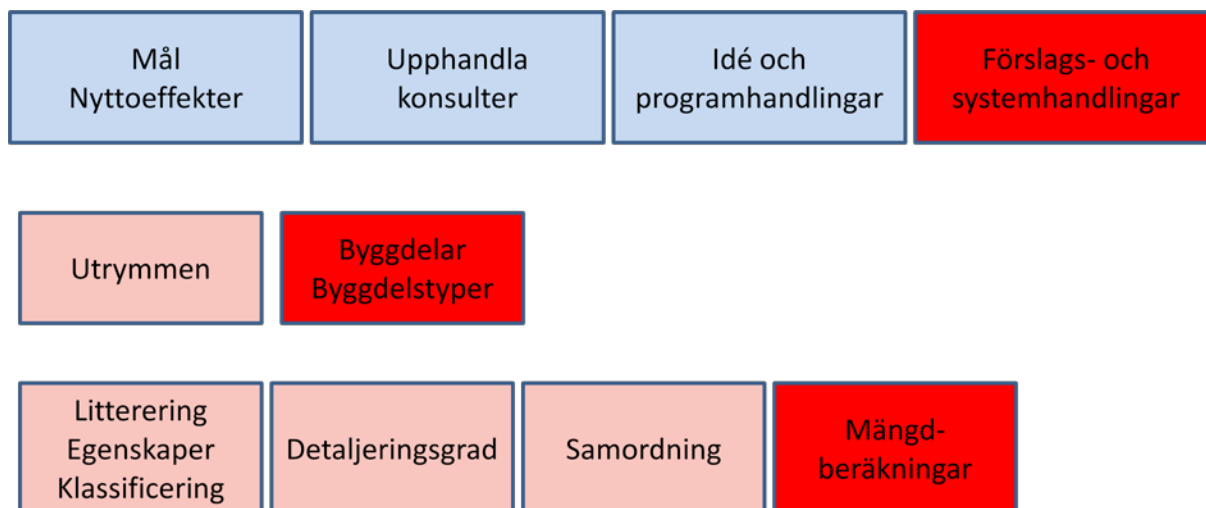 Mål
Nyttoeffekter
Upphandla
konsulter
Idé och
programhandlingar
Förslags- och
systemhandlingar
Utrymmen
Byggdelar
Byggdelstyper
Litterering
Egenskaper
Klassificering
Detaljeringsgrad
Samordning
Mängd-
beräkningar